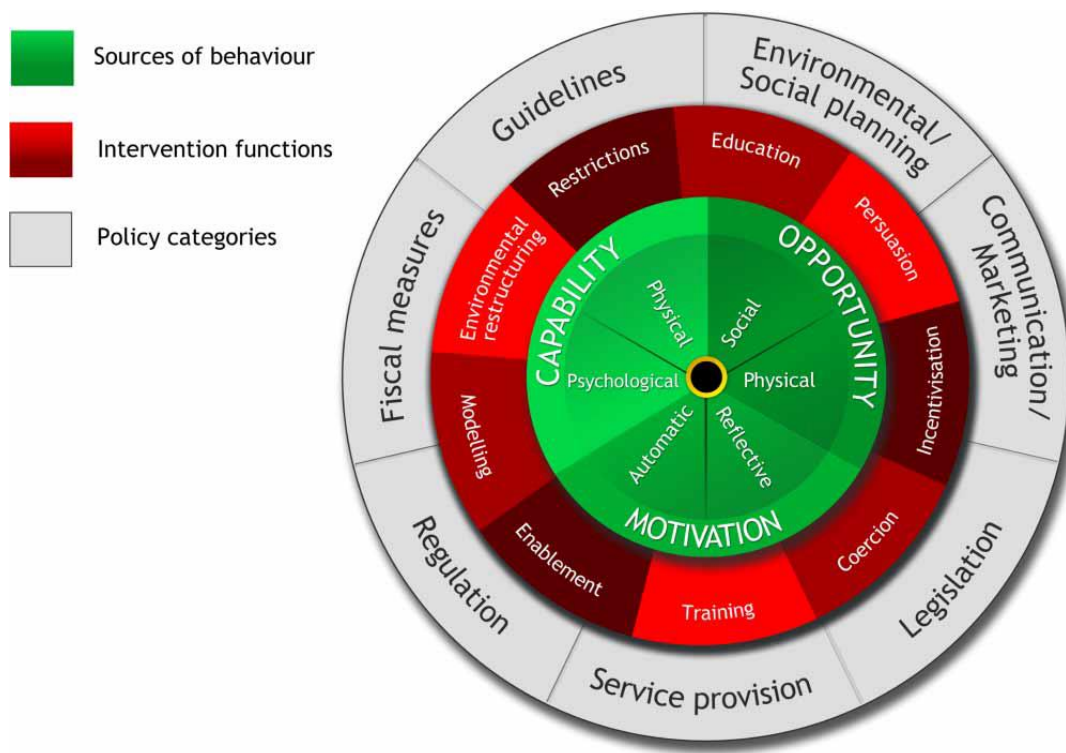 Sources of behaviour
Intervention functions
Policy categories
Guidelines
Environmental/
Social planning
Communication/
Marketing
Legislation
Service provision
Regulation
Fiscal measures
Restrictions
Education
Persuasion
Incentivisation
Coercion
Training
Enablement
Modelling
Environmental
restructuring
CAPABILITY
OPPORTUNITY
MOTIVATION
Physical
Social
Physical
Reflective
Automatic
Psychological